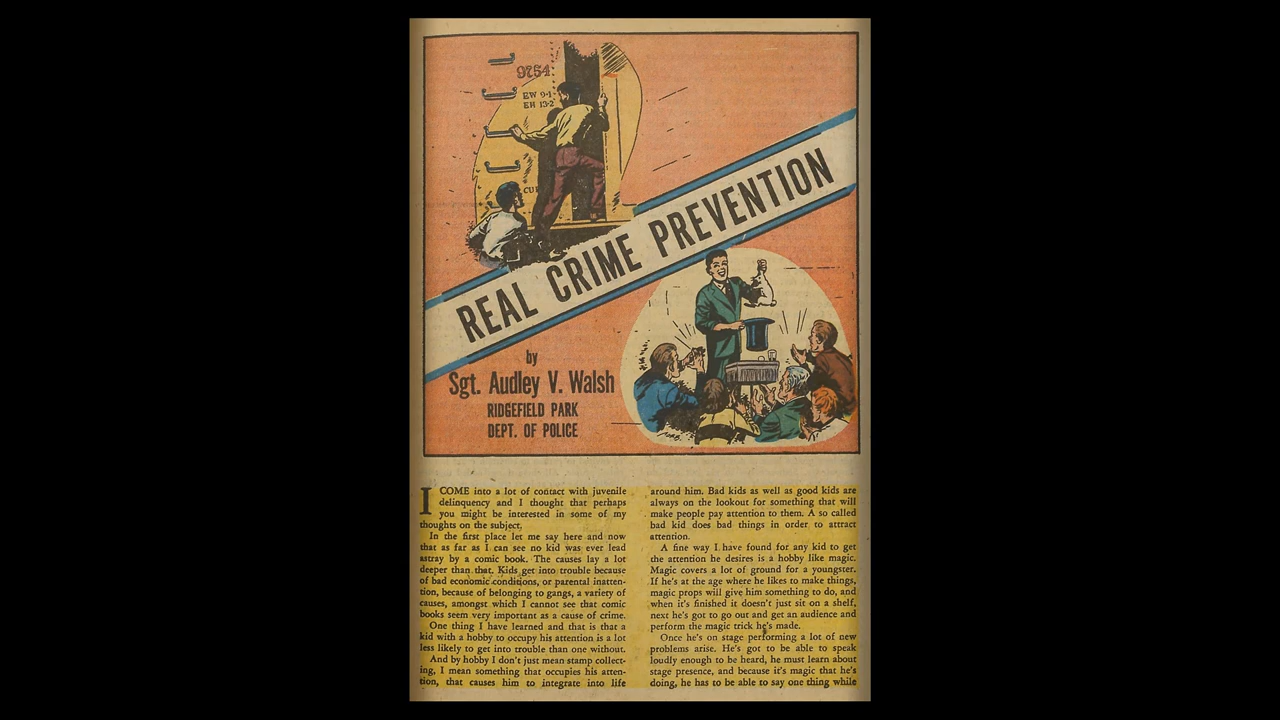 9754
EW 9-1
EH 13-2
CU
REAL CRIME PREVENTION
by
Sgt. Audley V. Walsh
RIDGEFIELD PARK
DEPT. OF POLICE
I COME into a lot of contact with juvenile
delinquency and I thought that perhaps
you might be interested in some of my
thoughts on the subject.
In the first place let me say here and now
that as far as I can see no kid was ever lead
astray by a comic book. The causes lay a lot
deeper than that. Kids get into trouble because
of bad economic conditions, or parental inatten-
tion, because of belonging to gangs, a variety of
causes, amongst which I cannot see that comic
books seem very important as a cause of crime.
One thing I have learned and that is that a
kid with a hobby to occupy his attention is a lot
less likely to get into trouble than one without.
And by hobby I don't just mean stamp collect-
ing, I mean something that occupies his atten-
tion, that causes him to integrate into life
around him. Bad kids as well as good kids are
always on the lookout for something that will
make people pay attention to them. A so called
bad kid does bad things in order to attract
attention.
A fine way I have found for any kid to get
the attention he desires is a hobby like magic.
Magic covers a lot of ground for a youngster.
If he's at the age where he likes to make things,
magic props will give him something to do, and
when it's finished it doesn't just sit on a shelf,
next he's got to go out and get an audience and
perform the magic trick he's made.
Once he's on stage performing a lot of new
problems arise. He's got to be able to speak
loudly enough to be heard, he must learn about
stage presence, and because it's magic that he's
doing, he has to be able to say one thing while